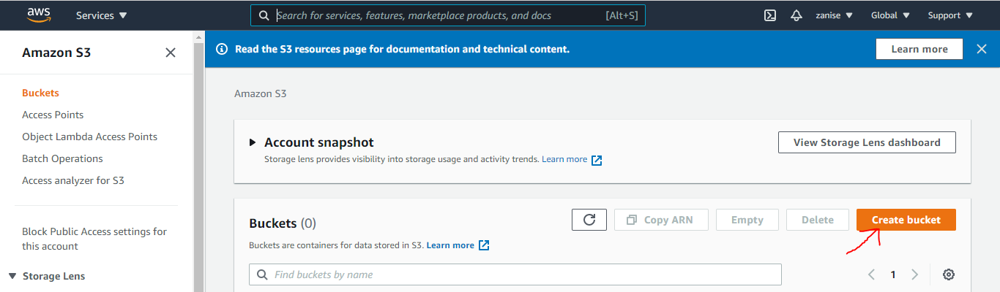 aws Services Search for services, features, marketplace products, and docs [Alt+S] zanise Global Support
Amazon S3
Buckets
Access Points
Object Lambda Access Points
Batch Operations
Access analyzer for S3
Block Public Access settings for
this account
Storage Lens
Read the S3 resources page for documentation and technical content. Learn more
Amazon S3
Account snapshot
Storage lens provides visibility into storage usage and activity trends. Learn more
View Storage Lens dashboard
Buckets (0)
Copy ARN Empty Delete Create bucket
Buckets are containers for data stored in S3. Learn more
Find buckets by name
1